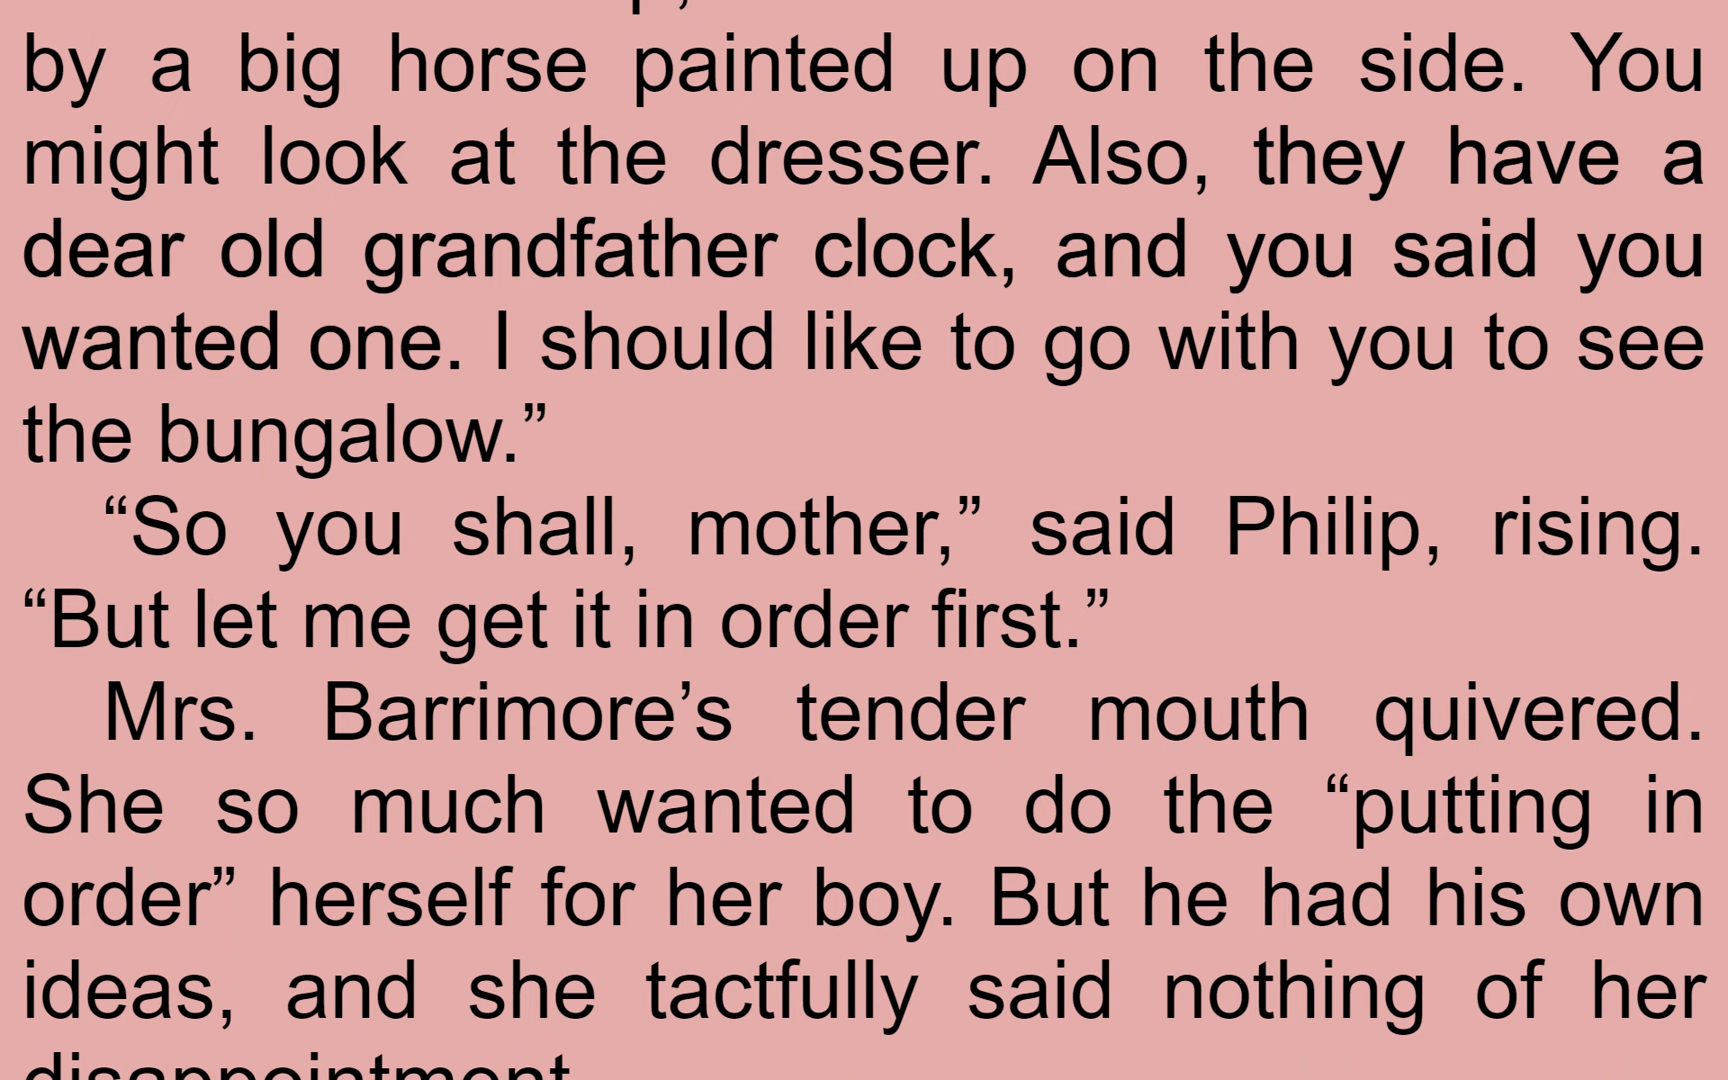 by a big horse painted up on the side. You
might look at the dresser. Also, they have a
dear old grandfather clock, and you said you
wanted one. I should like to go with you to see
the bungalow.”
“So you shall, mother,” said Philip, rising.
“But let me get it in order first.”
Mrs. Barrimore’s tender mouth quivered.
She so much wanted to do the “putting in
order” herself for her boy. But he had his own
ideas, and she tactfully said nothing of her
disappointment.